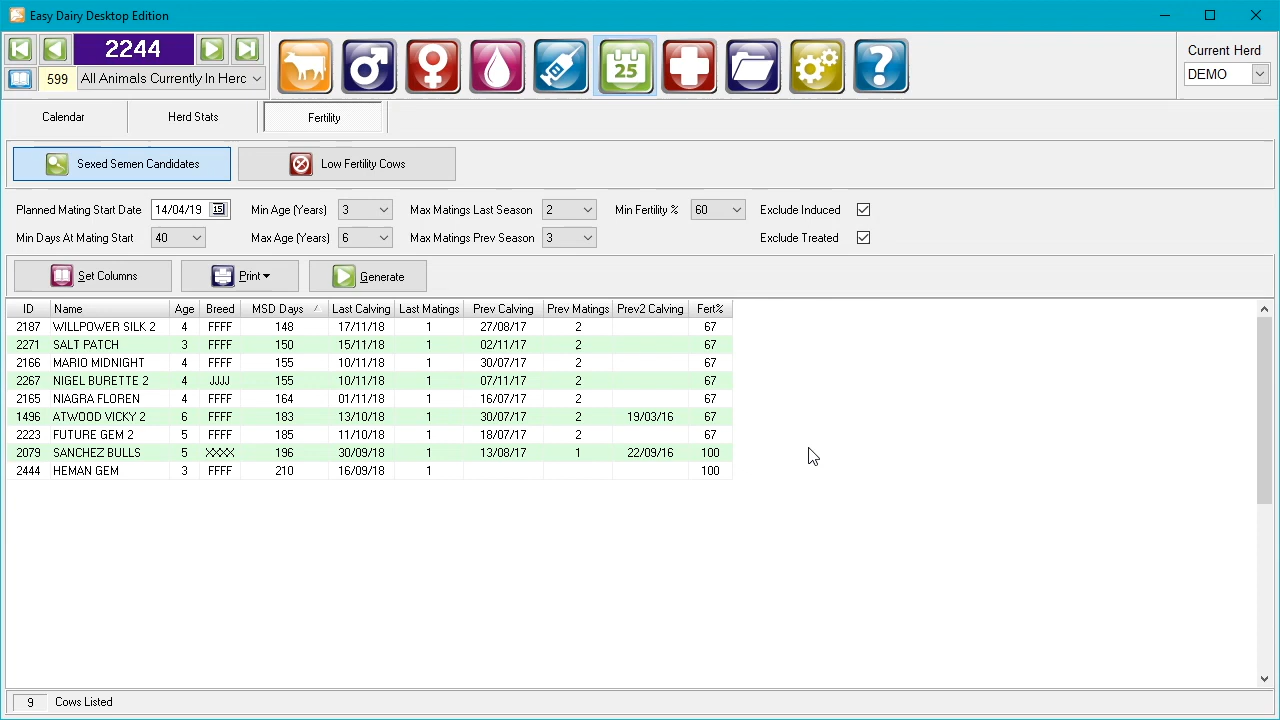 Easy Dairy Desktop Edition
2244
599 All Animals Currently In Herd
25
Current Herd
DEMO
Calendar Herd Stats Fertility
Sexed Semen Candidates Low Fertility Cows
Planned Mating Start Date 14/04/19 15 Min Age (Years) 3 Max Matings Last Season 2 Min Fertility % 60 Exclude Induced
Min Days At Mating Start 40 Max Age (Years) 6 Max Matings Prev Season 3 Exclude Treated
Set Columns Print Generate
ID Name Age Breed MSD Days Last Calving Last Matings Prev Calving Prev Matings Prev2 Calving Fert%
2187 WILLPOWER SILK 2 4 FFFF 148 17/11/18 1 27/08/17 2 67
2271 SALT PATCH 3 FFFF 150 15/11/18 1 02/11/17 2 67
2166 MARIO MIDNIGHT 4 FFFF 155 10/11/18 1 30/07/17 2 67
2267 NIGEL BURETTE 2 4 JJJJ 155 10/11/18 1 07/11/17 2 67
2165 NIAGRA FLOREN 4 FFFF 164 01/11/18 1 16/07/17 2 67
1496 ATWOOD VICKY 2 6 FFFF 183 13/10/18 1 30/07/17 2 19/03/16 67
2223 FUTURE GEM 2 5 FFFF 185 11/10/18 1 18/07/17 2 67
2079 SANCHEZ BULLS 5 XXXX 196 30/09/18 1 13/08/17 1 22/09/16 100
2444 HEMAN GEM 3 FFFF 210 16/09/18 1 100
9 Cows Listed